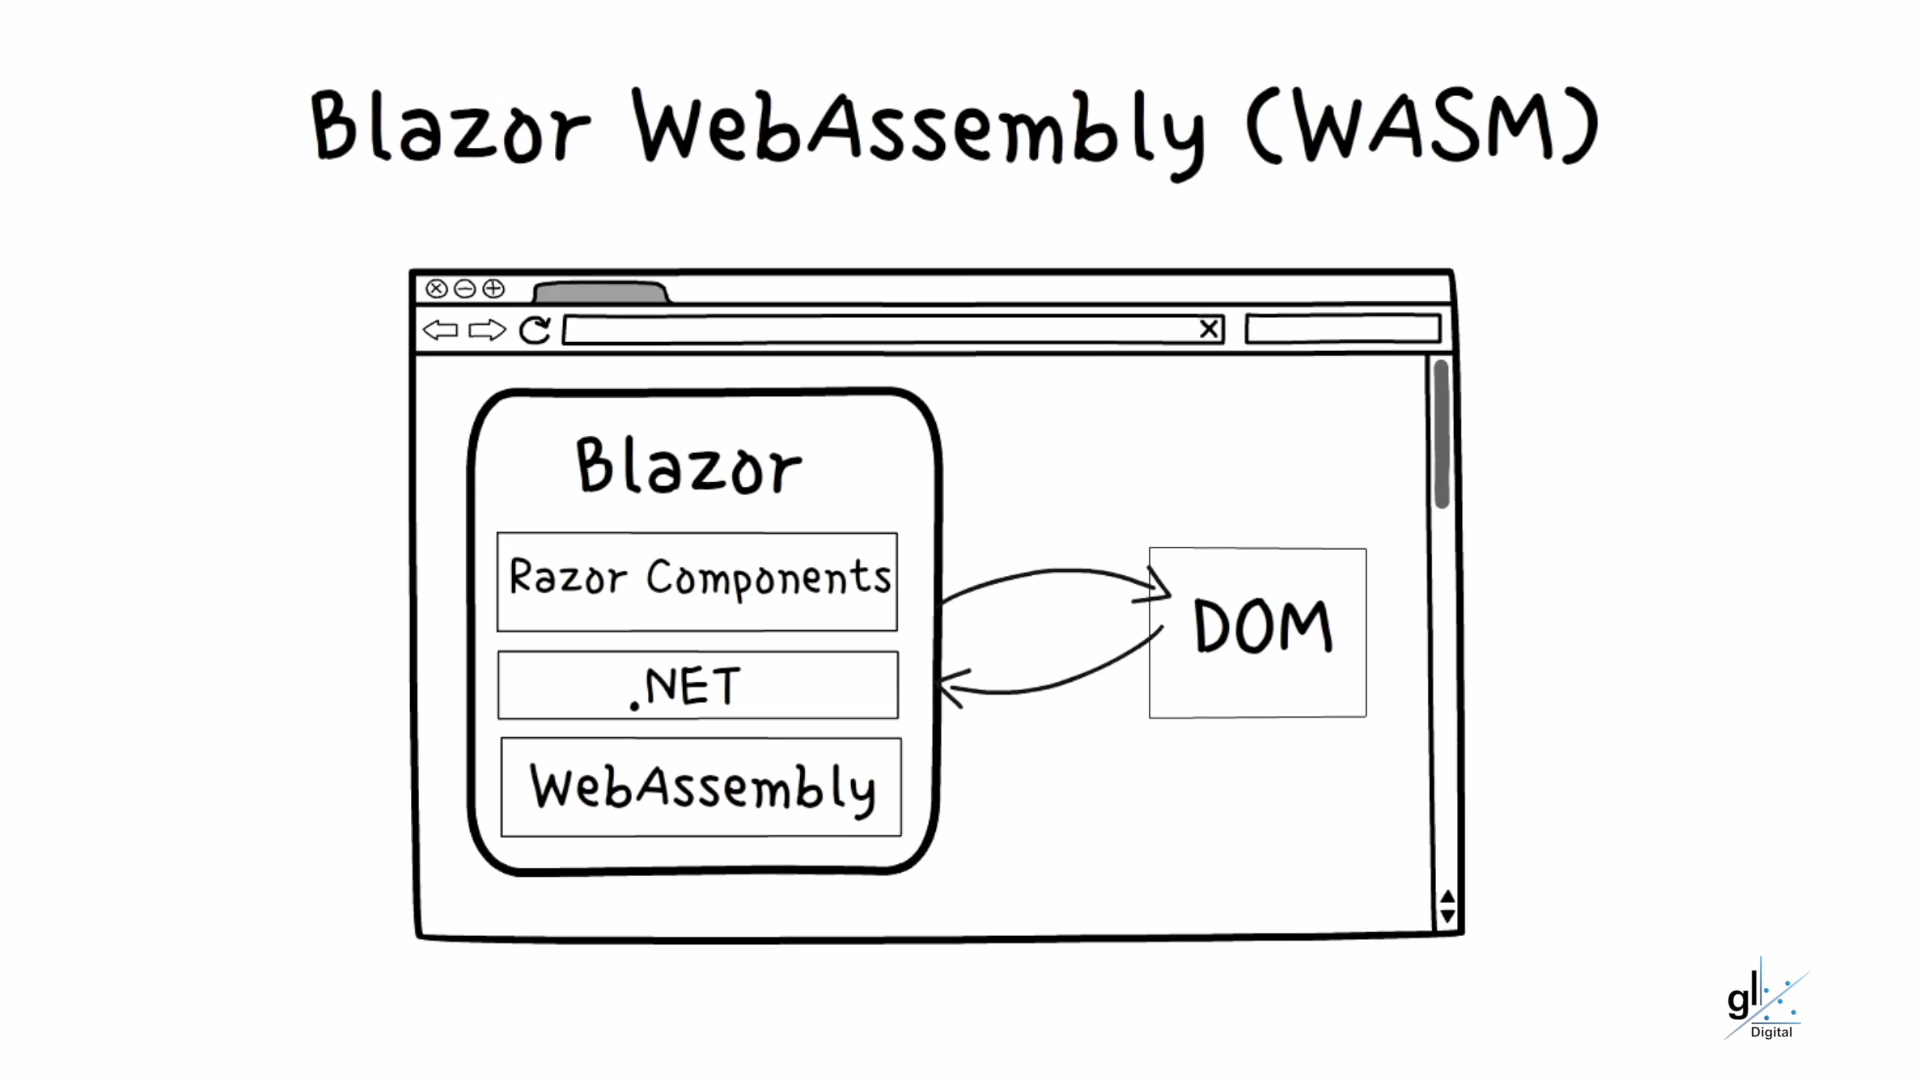 Blazor WebAssembly (WASM)
Blazor
Razor Components
.NET
WebAssembly
DOM
gl
Digital